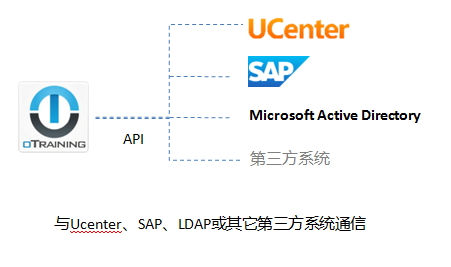 UCenter
SAP
Microsoft Active Directory
oTRAINING
API
第三方系统
与Ucenter、SAP、LDAP或其它第三方系统通信